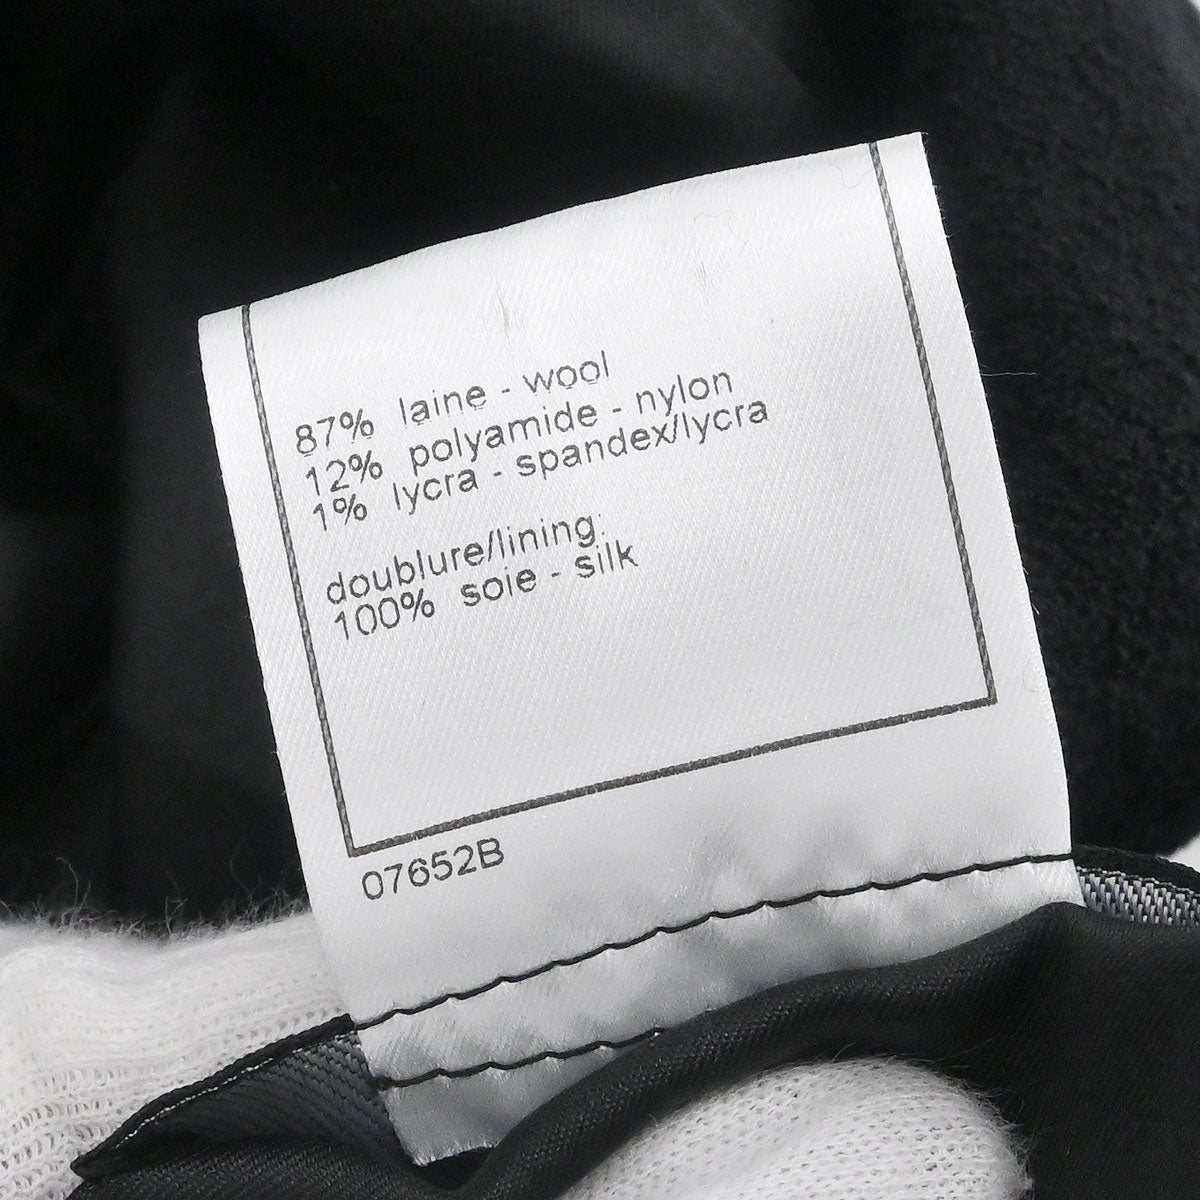 87% laine - wool
12% polyamide - nylon
1% lycra - spandex/lycra
doublure/lining:
100% soie - silk
07652B